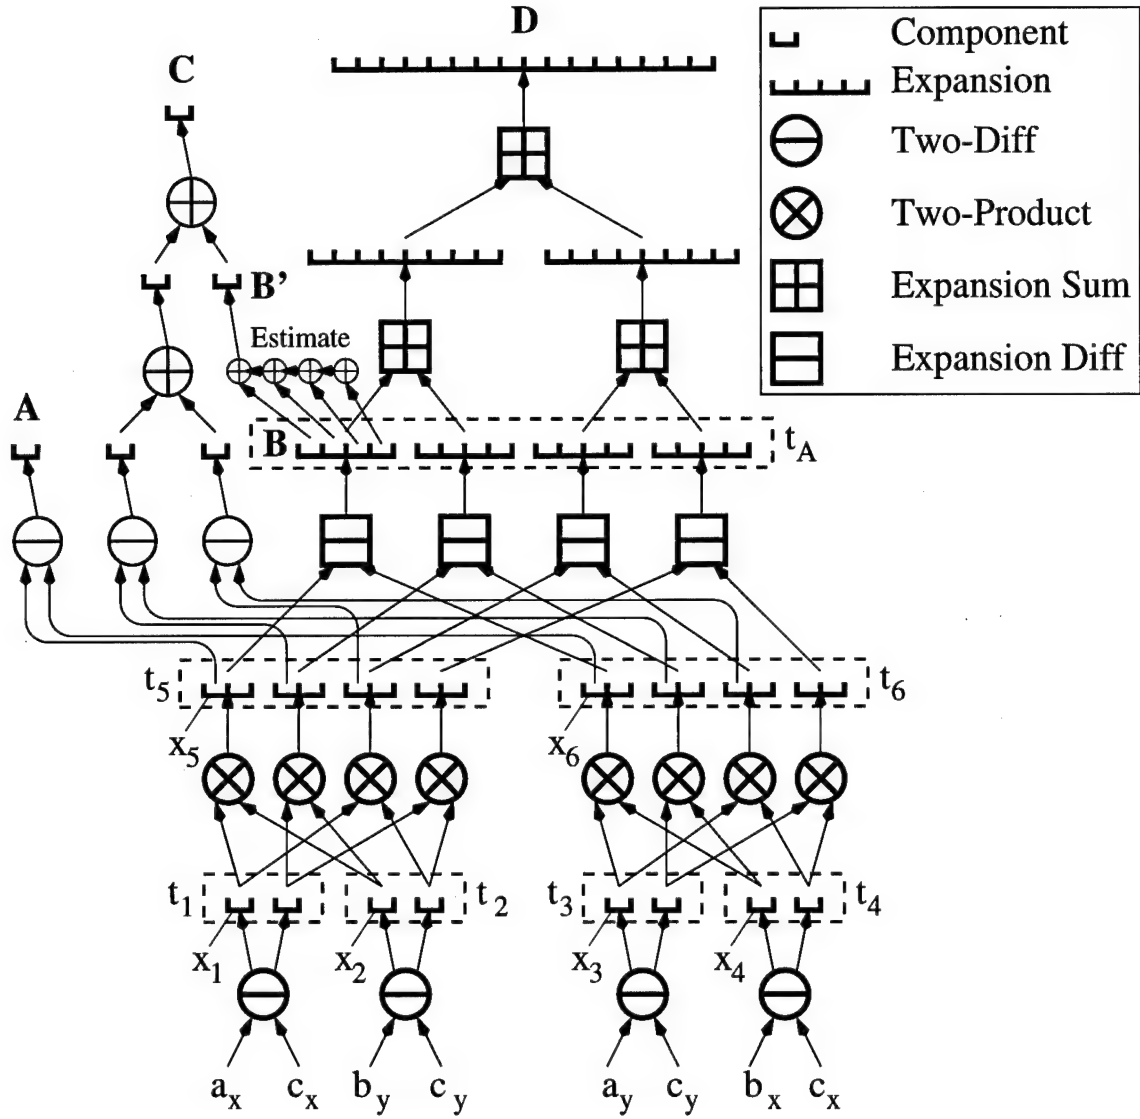 D
Component
C
Expansion
Two-Diff
Two-Product
B’
Expansion Sum
Estimate
Expansion Diff
A
B
t_A
t_5
t_6
x_5
x_6
t_1
t_2
t_3
t_4
x_1
x_2
x_3
x_4
a_x c_x b_y c_y a_y c_y b_x c_x